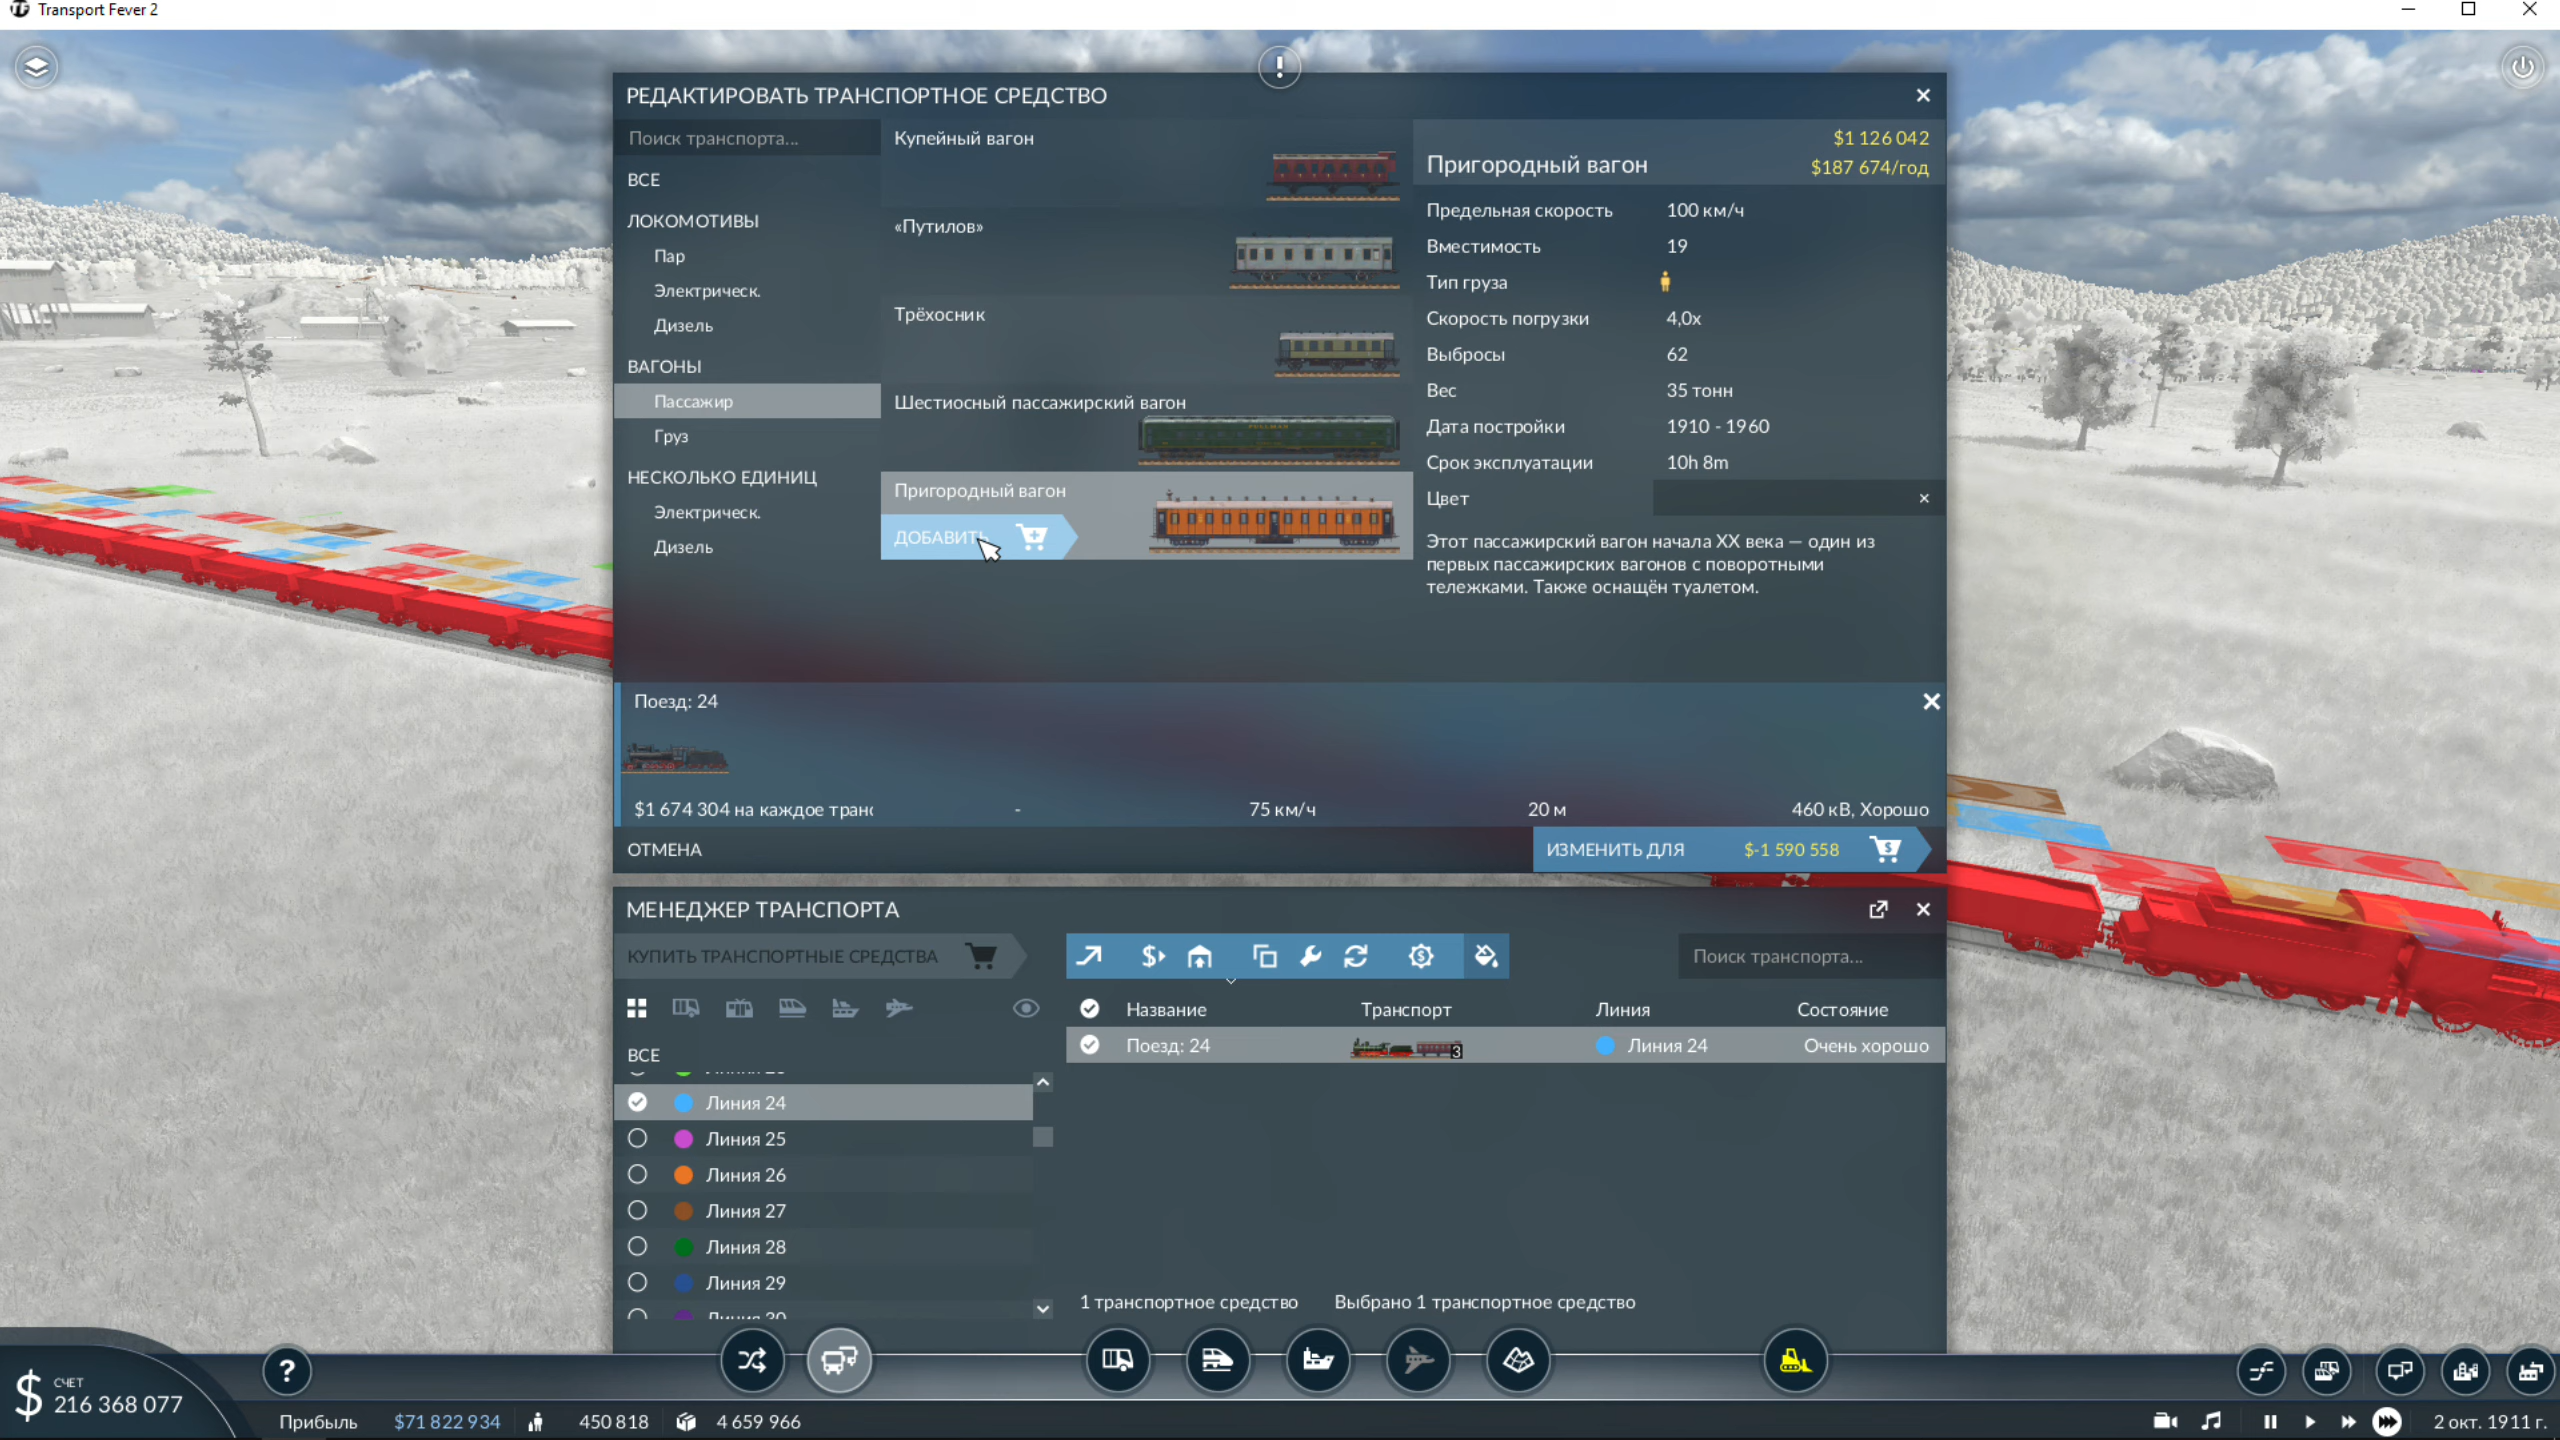 Transport Fever 2
РЕДАКТИРОВАТЬ ТРАНСПОРТНОЕ СРЕДСТВО
Поиск транспорта...
ВСЕ
ЛОКОМОТИВЫ
Пар
Электрическ.
Дизель
ВАГОНЫ
Пассажир
Груз
НЕСКОЛЬКО ЕДИНИЦ
Электрическ.
Дизель
Купейный вагон
«Путилов»
Трёхосник
Шестиосный пассажирский вагон
PULLMAN
Пригородный вагон
ДОБАВИТЬ
$1 126 042
Пригородный вагон
$187 674/год
Предельная скорость 100 км/ч
Вместимость 19
Тип груза
Скорость погрузки 4,0x
Выбросы 62
Вес 35 тонн
Дата постройки 1910 - 1960
Срок эксплуатации 10h 8m
Цвет
Этот пассажирский вагон начала XX века — один из
первых пассажирских вагонов с поворотными
тележками. Также оснащён туалетом.
Поезд: 24
$1 674 304 на каждое тран - 75 км/ч 20 м 460 кВ, Хорошо
ОТМЕНА
ИЗМЕНИТЬ ДЛЯ $-1 590 558
МЕНЕДЖЕР ТРАНСПОРТА
КУПИТЬ ТРАНСПОРТНЫЕ СРЕДСТВА
Поиск транспорта...
ВСЕ
Линия 24
Линия 25
Линия 26
Линия 27
Линия 28
Линия 29
Линия 30
Название Транспорт Линия Состояние
Поезд: 24 3 Линия 24 Очень хорошо
1 транспортное средство Выбрано 1 транспортное средство
?
$ СЧЕТ
216 368 077
Прибыль $71 822 934 450 818 4 659 966
2 окт. 1911 г.